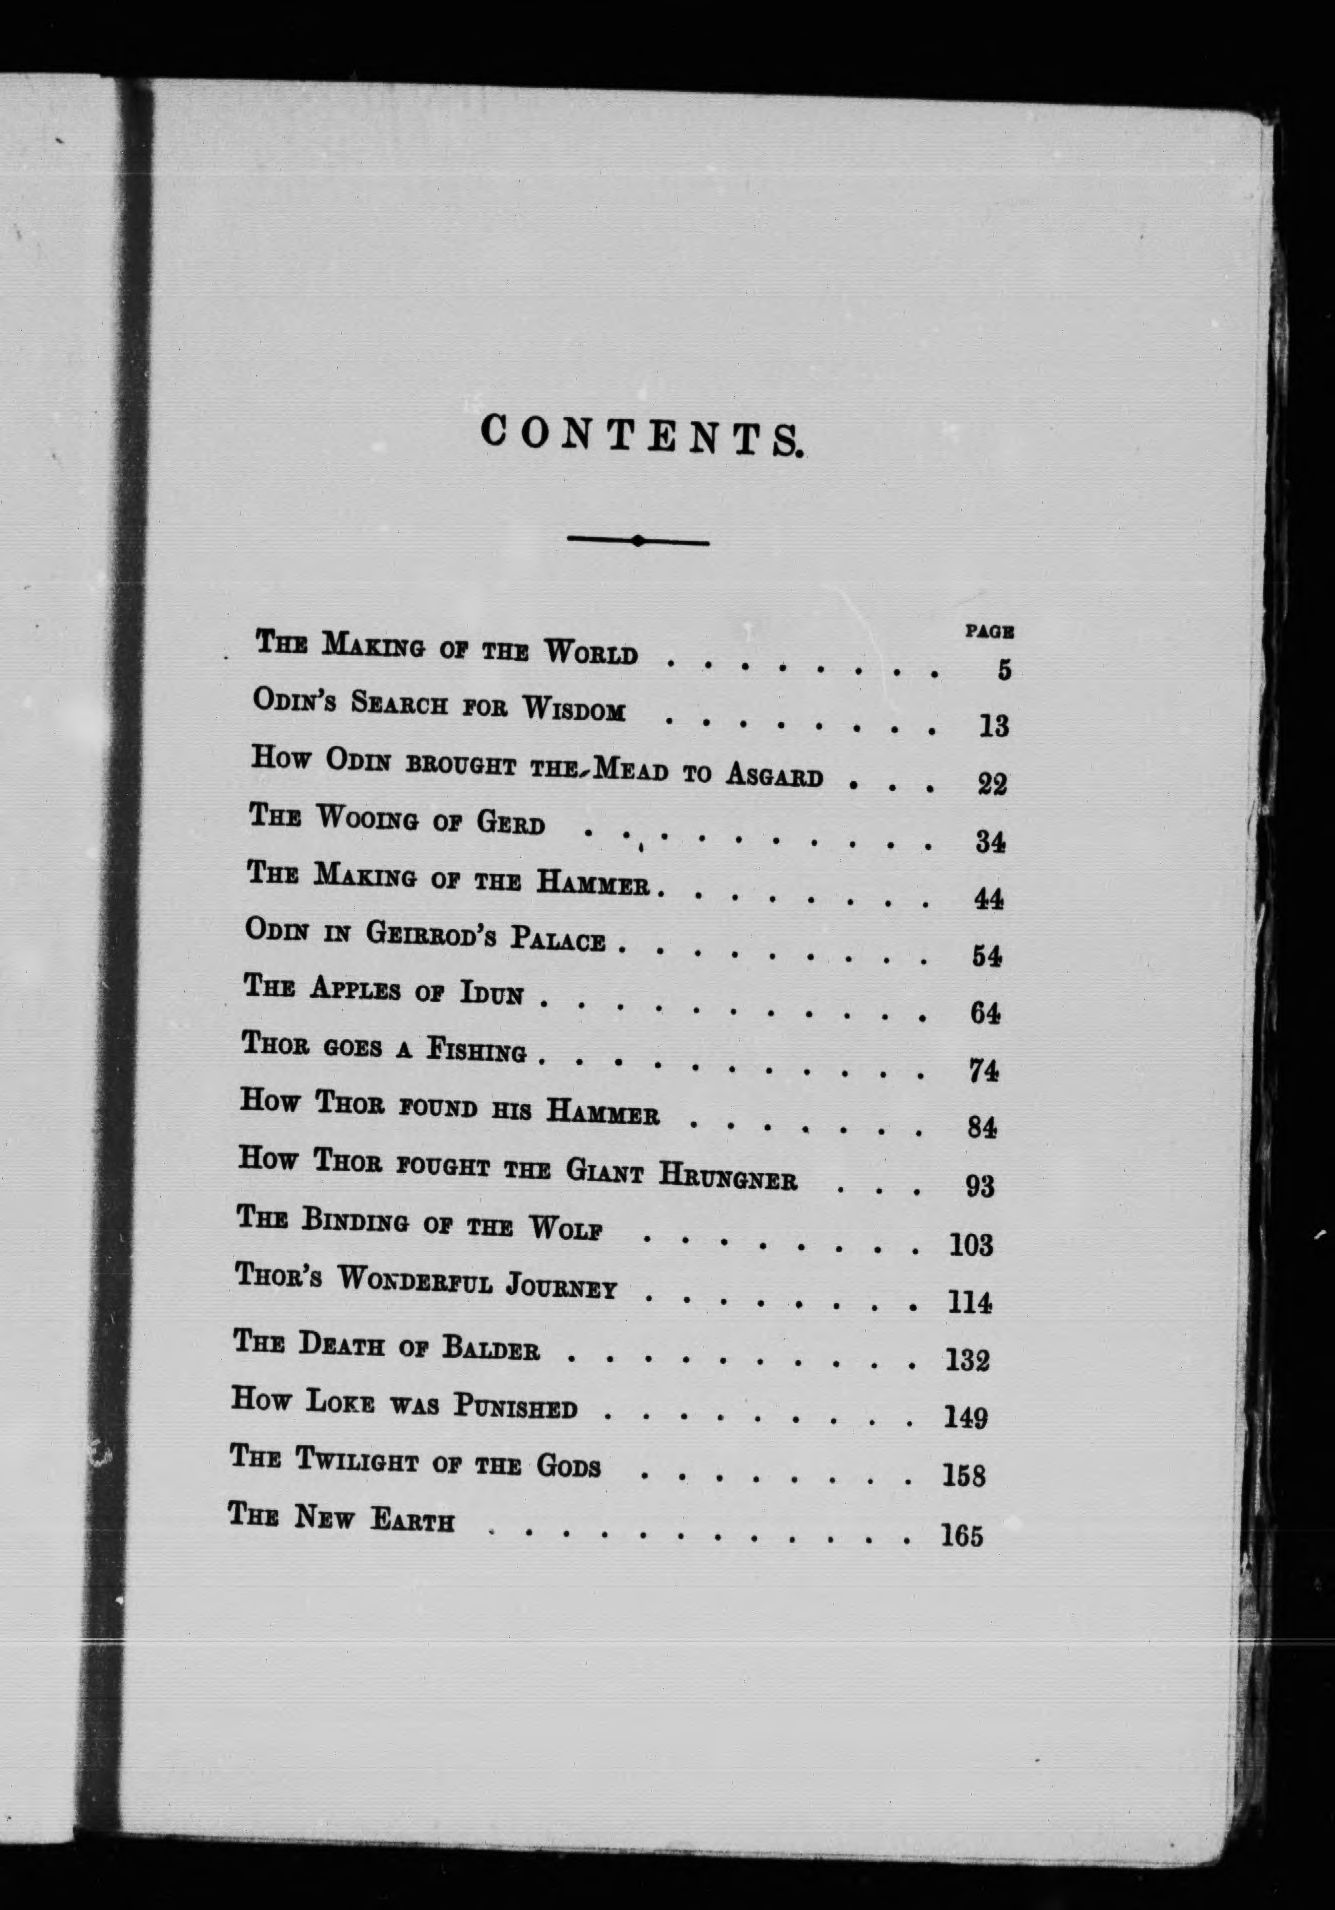 CONTENTS.
PAGE
THE MAKING OF THE WORLD . . . . . . . . 5
ODIN'S SEARCH FOR WISDOM . . . . . . . . 13
HOW ODIN BROUGHT THE MEAD TO ASGARD . . . 22
THE WOOING OF GERD . . . . . . . . . . 34
THE MAKING OF THE HAMMER . . . . . . . . 44
ODIN IN GEIRROD'S PALACE . . . . . . . . . 54
THE APPLES OF IDUN . . . . . . . . . . . 64
THOR GOES A FISHING . . . . . . . . . . . 74
HOW THOR FOUND HIS HAMMER . . . . . . . 84
HOW THOR FOUGHT THE GIANT HRUNGNER . . . 93
THE BINDING OF THE WOLF . . . . . . . . 103
THOR'S WONDERFUL JOURNEY . . . . . . . . 114
THE DEATH OF BALDER . . . . . . . . . . 132
HOW LOKE WAS PUNISHED . . . . . . . . . 149
THE TWILIGHT OF THE GODS . . . . . . . . 158
THE NEW EARTH . . . . . . . . . . . . 165